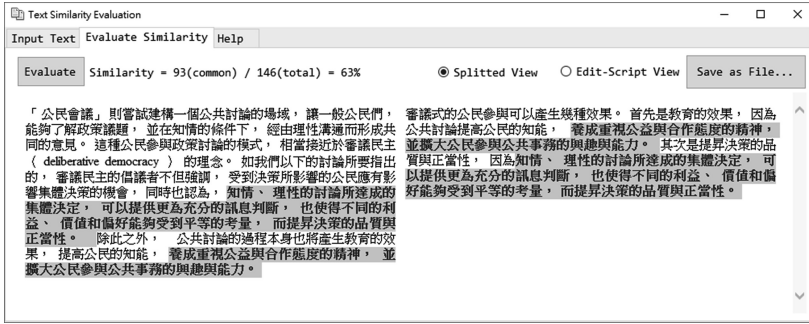 Text Similarity Evaluation
Input Text Evaluate Similarity Help
Evaluate Similarity = 93(common) / 146(total) = 63% Splitted View Edit-Script View Save as File...
「 公民會議」 則嘗試建構一個公共討論的場域， 讓一般公民們，
能夠了解政策議題， 並在知情的條件下， 經由理性溝通而形成共
同的意見。 這種公民參與政策討論的模式， 相當接近於審議民主
（ deliberative democracy ） 的理念。 如我們以下的討論所要指出
的， 審議民主的倡議者不但強調， 受到決策所影響的公民應有影
響集體決策的機會， 同時也認為， 知情、 理性的討論所達成的
集體決定， 可以提供更為充分的訊息判斷， 也使得不同的利
益、 價值和偏好能夠受到平等的考量， 而提昇決策的品質與
正當性。 除此之外， 公共討論的過程本身也將產生教育的效
果， 提高公民的知能， 養成重視公益與合作態度的精神， 並
擴大公民參與公共事務的興趣與能力。
審議式的公民參與可以產生幾種效果。 首先是教育的效果， 因為
公共討論提高公民的知能， 養成重視公益與合作態度的精神，
並擴大公民參與公共事務的興趣與能力。 其次是提昇決策的品
質與正當性， 因為知情、 理性的討論所達成的集體決定， 可
以提供更為充分的訊息判斷， 也使得不同的利益、 價值和偏
好能夠受到平等的考量， 而提昇決策的品質與正當性。